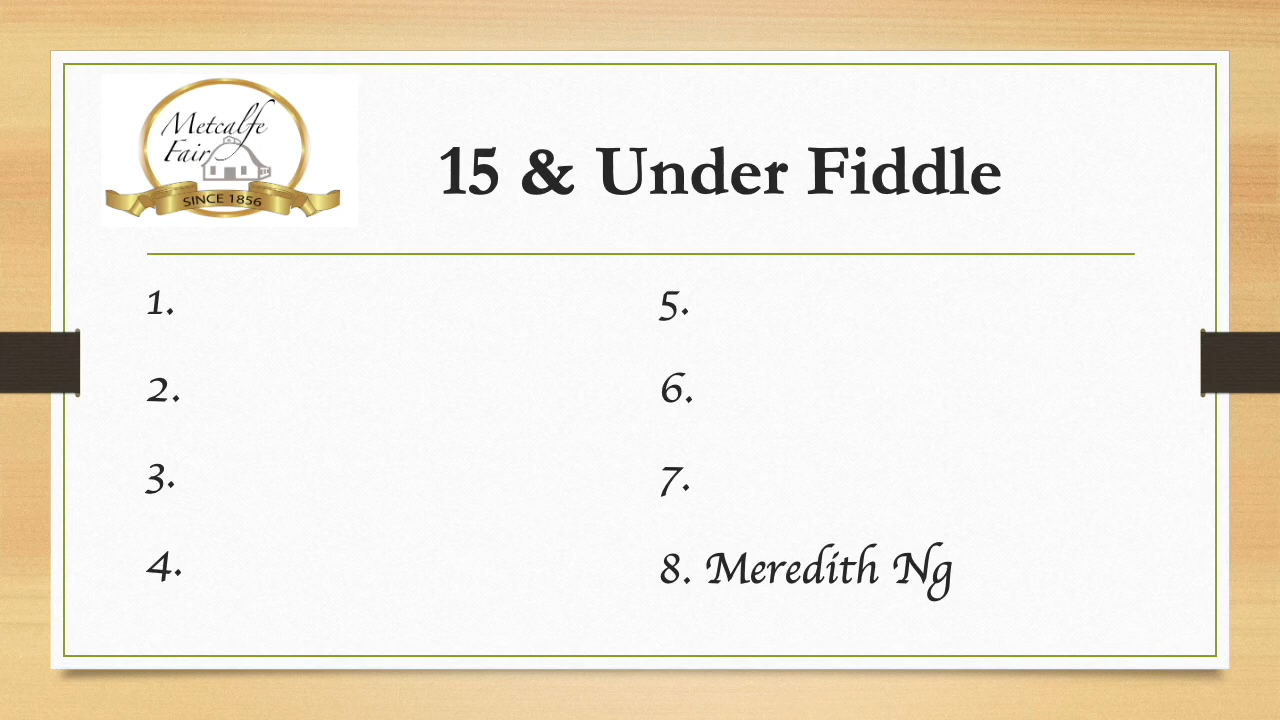 Metcalfe
Fair
SINCE 1856
15 & Under Fiddle
1.
2.
3.
4.
5.
6.
7.
8. Meredith Ng